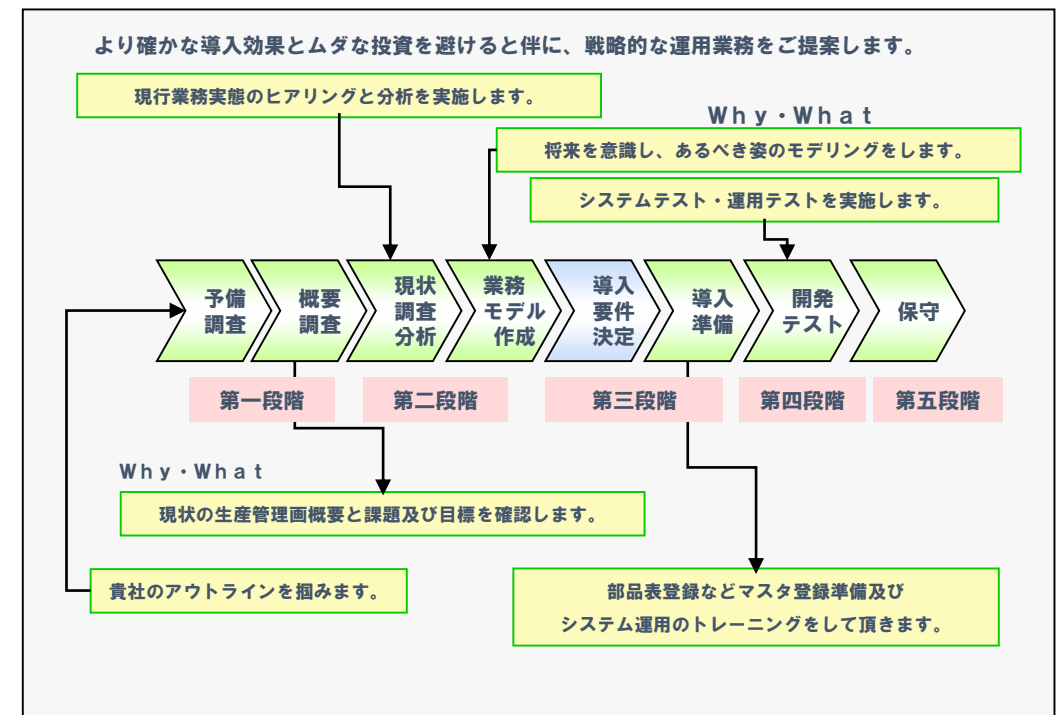 より確かな導入効果とムダな投資を避けると伴に、戦略的な運用業務をご提案します。
現行業務実態のヒアリングと分析を実施します。
Why・What
将来を意識し、あるべき姿のモデリングをします。
システムテスト・運用テストを実施します。
予備
調査
概要
調査
現状
調査
分析
業務
モデル
作成
導入
要件
決定
導入
準備
開発
テスト
保守
第一段階
第二段階
第三段階
第四段階
第五段階
Why・What
現状の生産管理画概要と課題及び目標を確認します。
貴社のアウトラインを掴みます。
部品表登録などマスタ登録準備及び
システム運用のトレーニングをして頂きます。